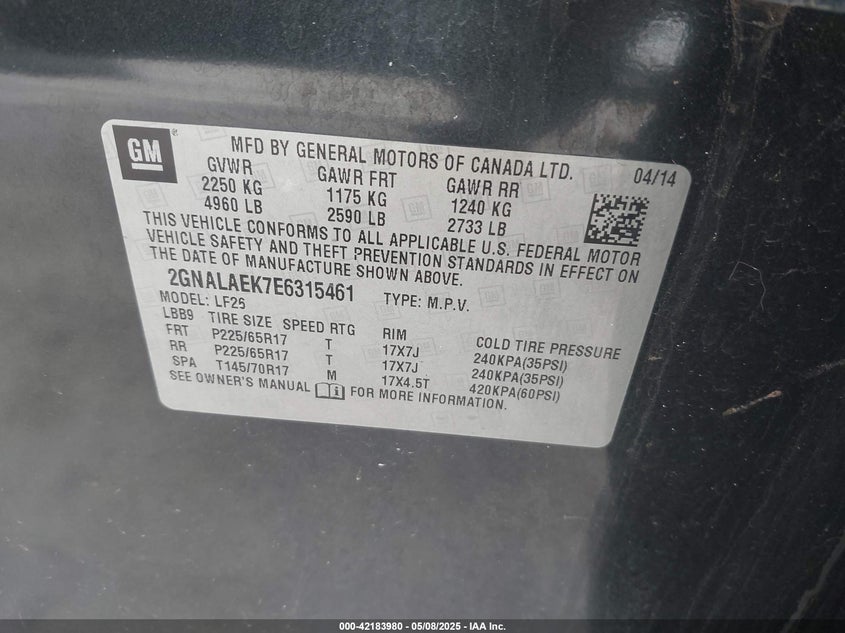 GM®
MFD BY GENERAL MOTORS OF CANADA LTD. 04/14
GVWR GAWR FRT GAWR RR
2250 KG 1175 KG 1240 KG
4960 LB 2590 LB 2733 LB
THIS VEHICLE CONFORMS TO ALL APPLICABLE U.S. FEDERAL MOTOR
VEHICLE SAFETY AND THEFT PREVENTION STANDARDS IN EFFECT ON
THE DATE OF MANUFACTURE SHOWN ABOVE.
2GNALAEK7E6315461 TYPE: M.P.V.
MODEL: LF26
LBB9 TIRE SIZE SPEED RTG RIM COLD TIRE PRESSURE
FRT P225/65R17 T 17X7J 240KPA(35PSI)
RR P225/65R17 T 17X7J 240KPA(35PSI)
SPA T145/70R17 M 17X4.5T 420KPA(60PSI)
SEE OWNER'S MANUAL FOR MORE INFORMATION.
000-42183980 - 05/08/2025 - IAA Inc.